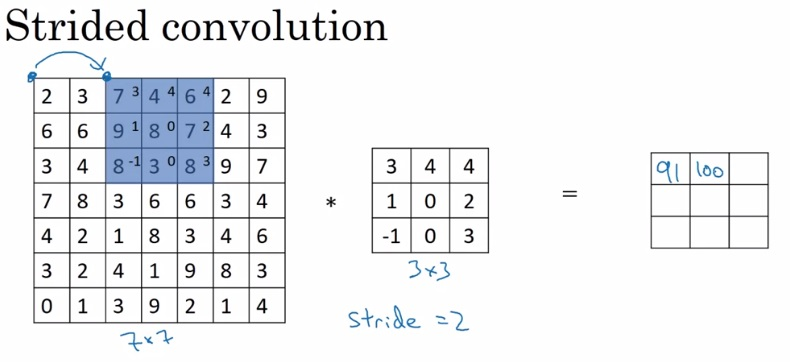 Strided convolution
2 3 7 3 4 4 6 4 2 9
6 6 9 1 8 0 7 2 4 3
3 4 8 -1 3 0 8 3 9 7
7 8 3 6 6 3 4
4 2 1 8 3 4 6
3 2 4 1 9 8 3
0 1 3 9 2 1 4
7×7
*
3 4 4
1 0 2
-1 0 3
3×3
stride = 2
=
91 100